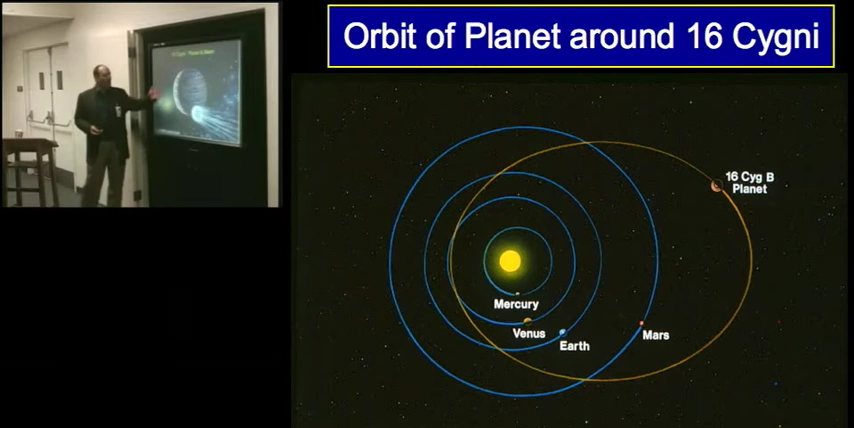 Orbit of Planet around 16 Cygni
16 Cyg B
Planet
Mercury
Venus
Earth
Mars